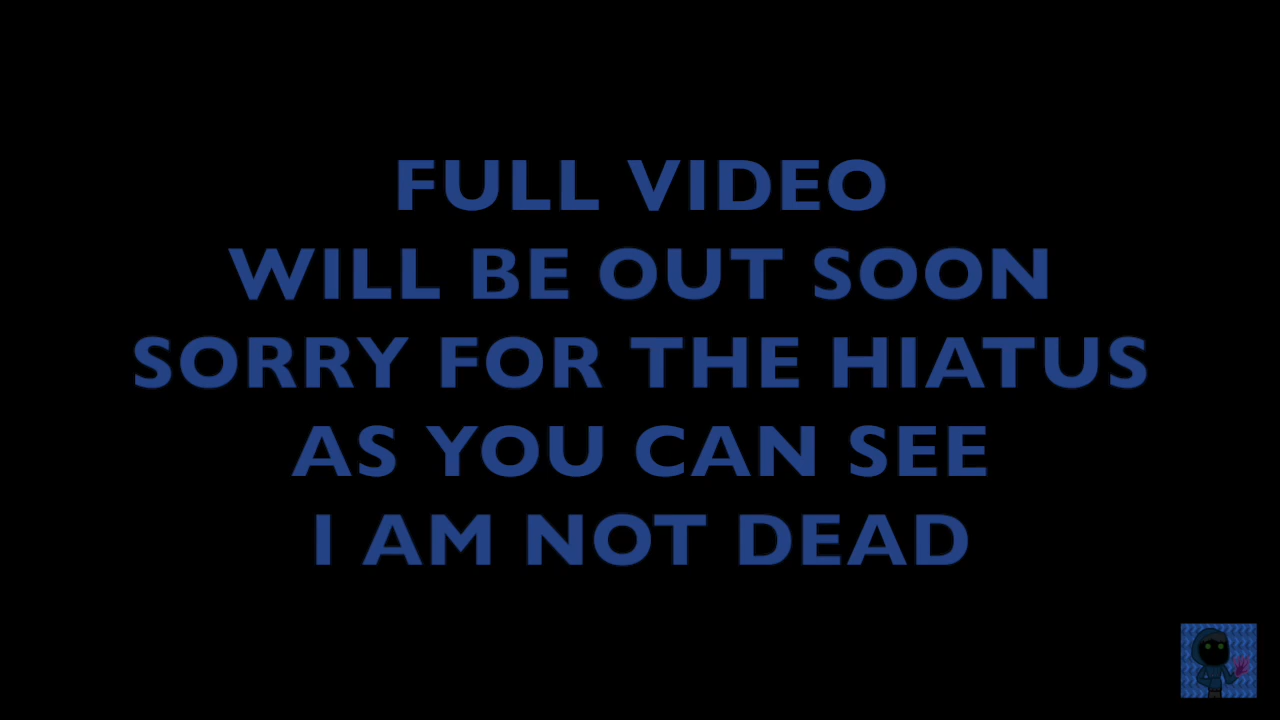 FULL VIDEO
WILL BE OUT SOON
SORRY FOR THE HIATUS
AS YOU CAN SEE
I AM NOT DEAD